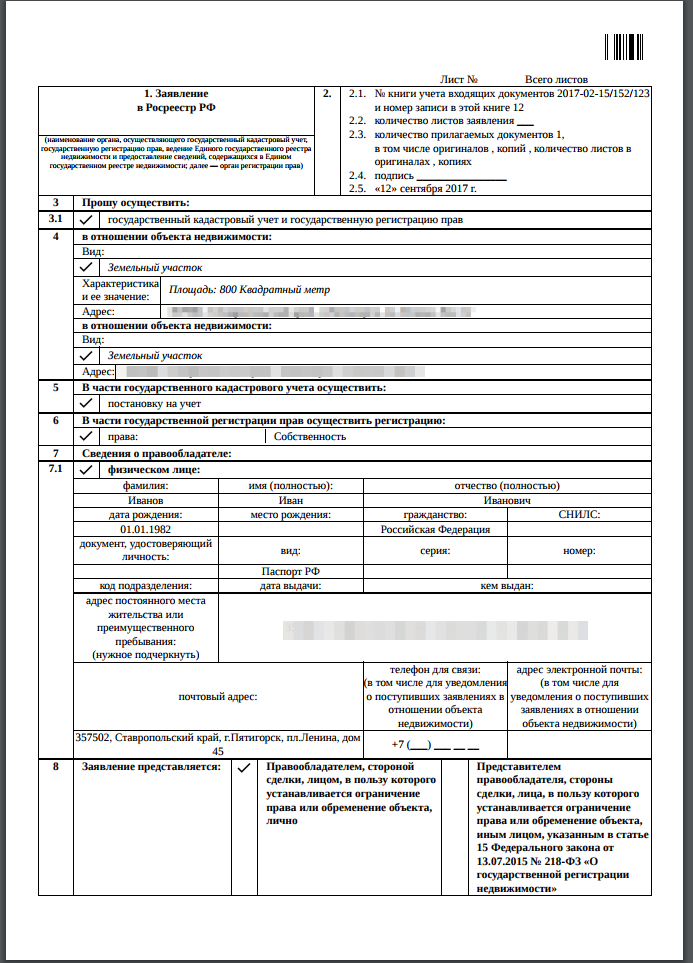 Лист № Всего листов
1. Заявление
в Росреестр РФ
(наименование органа, осуществляющего государственный кадастровый учет,
государственную регистрацию прав, ведение Единого государственного реестра
недвижимости и предоставление сведений, содержащихся в Едином
государственном реестре недвижимости; далее — орган регистрации прав)
2.
2.1. № книги учета входящих документов 2017-02-15/152/123
и номер записи в этой книге 12
2.2. количество листов заявления ___
2.3. количество прилагаемых документов 1,
в том числе оригиналов , копий , количество листов в
оригиналах , копиях
2.4. подпись ________________
2.5. «12» сентября 2017 г.
3 Прошу осуществить:
3.1 ✓ государственный кадастровый учет и государственную регистрацию прав
4 в отношении объекта недвижимости:
Вид:
✓ Земельный участок
Характеристика
и ее значение:
Площадь: 800 Квадратный метр
Адрес:
в отношении объекта недвижимости:
Вид:
✓ Земельный участок
Адрес:
5 В части государственного кадастрового учета осуществить:
✓ постановку на учет
6 В части государственной регистрации прав осуществить регистрацию:
✓ права: Собственность
7 Сведения о правообладателе:
7.1 ✓ физическом лице:
фамилия: имя (полностью): отчество (полностью)
Иванов Иван Иванович
дата рождения: место рождения: гражданство: СНИЛС:
01.01.1982 Российская Федерация
документ, удостоверяющий
личность:
вид: серия: номер:
Паспорт РФ
код подразделения: дата выдачи: кем выдан:
адрес постоянного места
жительства или
преимущественного
пребывания:
(нужное подчеркнуть)
почтовый адрес:
телефон для связи:
(в том числе для уведомления
о поступивших заявлениях в
отношении объекта
недвижимости)
адрес электронной почты:
(в том числе для
уведомления о поступивших
заявлениях в отношении
объекта недвижимости)
357502, Ставропольский край, г.Пятигорск, пл.Ленина, дом
45
+7 (___) ___ __ __
8 Заявление представляется:
✓ Правообладателем, стороной
сделки, лицом, в пользу которого
устанавливается ограничение
права или обременение объекта,
лично
Представителем
правообладателя, стороны
сделки, лица, в пользу которого
устанавливается ограничение
права или обременение объекта,
иным лицом, указанным в статье
15 Федерального закона от
13.07.2015 № 218-ФЗ «О
государственной регистрации
недвижимости»